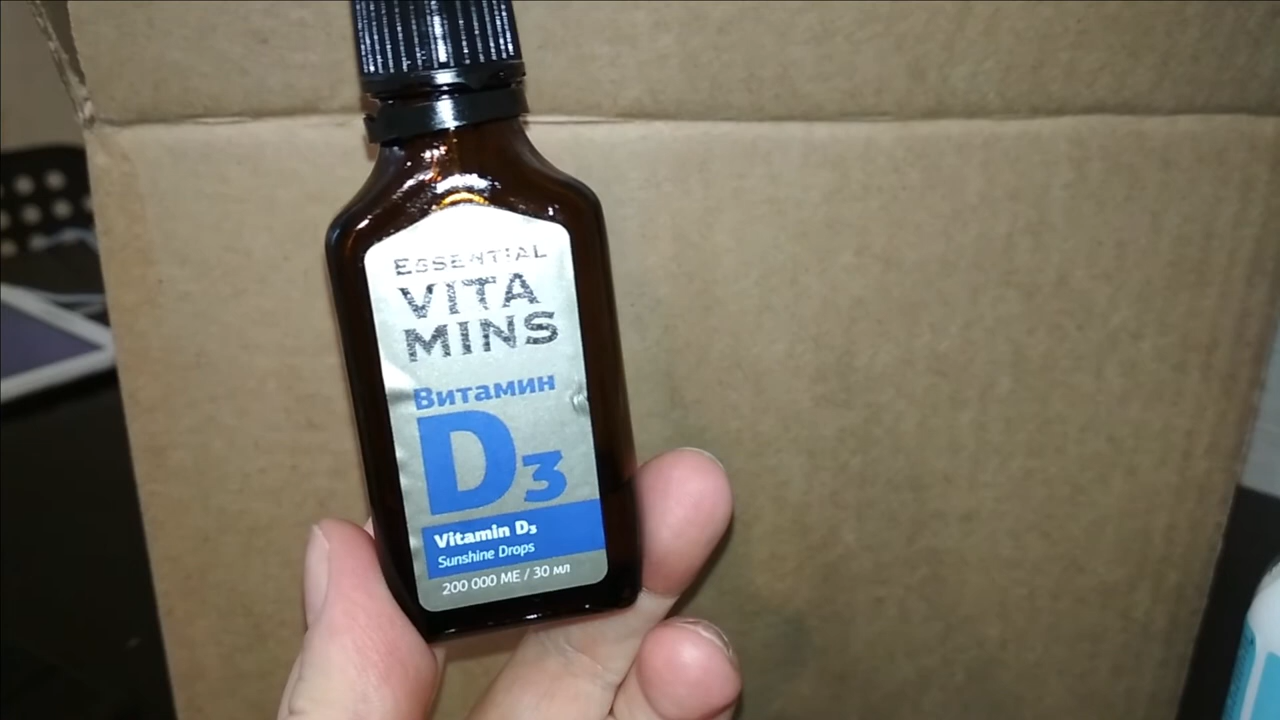 ESSENTIAL
VITA
MINS
Витамин
D₃
Vitamin D₃
Sunshine Drops
200 000 МЕ / 30 мл